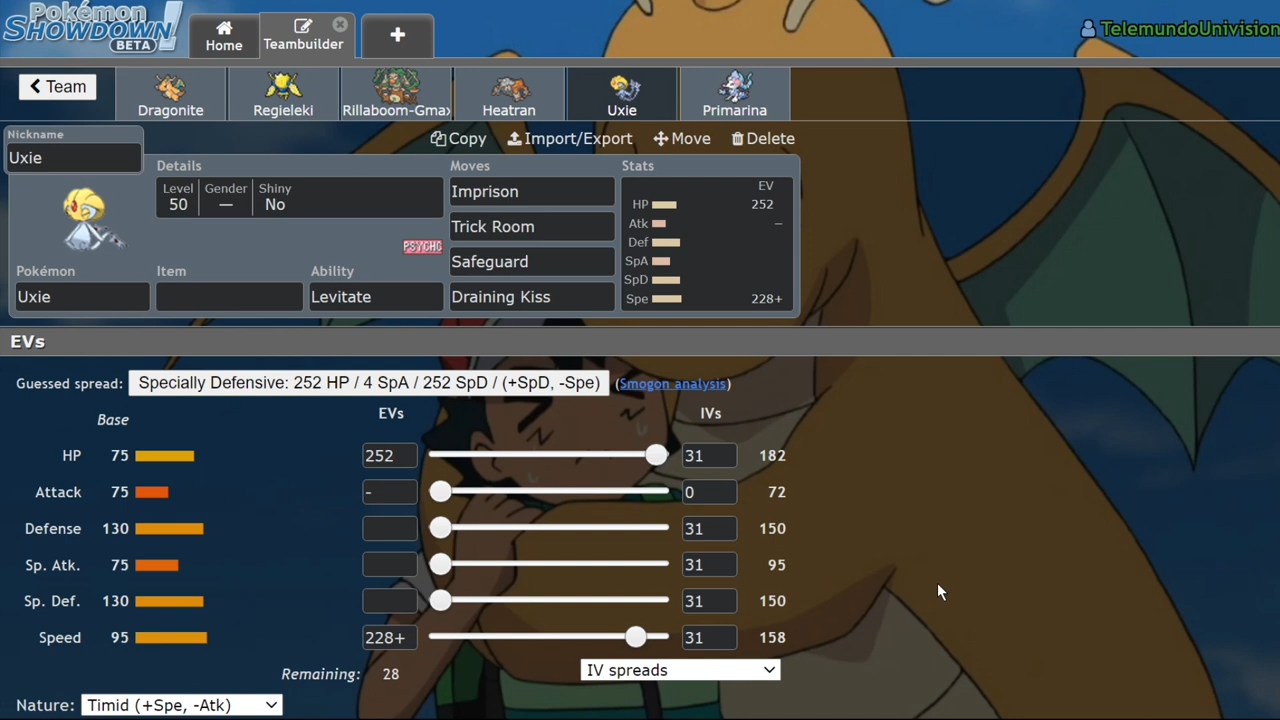 Pokémon
SHOWDOWN!
BETA
Home
Teambuilder
+
TelemundoUnivision
Team
Dragonite
Regieleki
Rillaboom-Gmax
Heatran
Uxie
Primarina
Nickname
Uxie
Copy
Import/Export
Move
Delete
Details
Level
50
Gender
—
Shiny
No
PSYCHC
Pokémon
Uxie
Item
Ability
Levitate
Moves
Imprison
Trick Room
Safeguard
Draining Kiss
Stats
EV
HP 252
Atk –
Def
SpA
SpD
Spe 228+
EVs
Guessed spread: Specially Defensive: 252 HP / 4 SpA / 252 SpD / (+SpD, -Spe) (Smogon analysis)
Base EVs IVs
HP 75 252 31 182
Attack 75 - 0 72
Defense 130 31 150
Sp. Atk. 75 31 95
Sp. Def. 130 31 150
Speed 95 228+ 31 158
Remaining: 28 IV spreads
Nature: Timid (+Spe, -Atk)